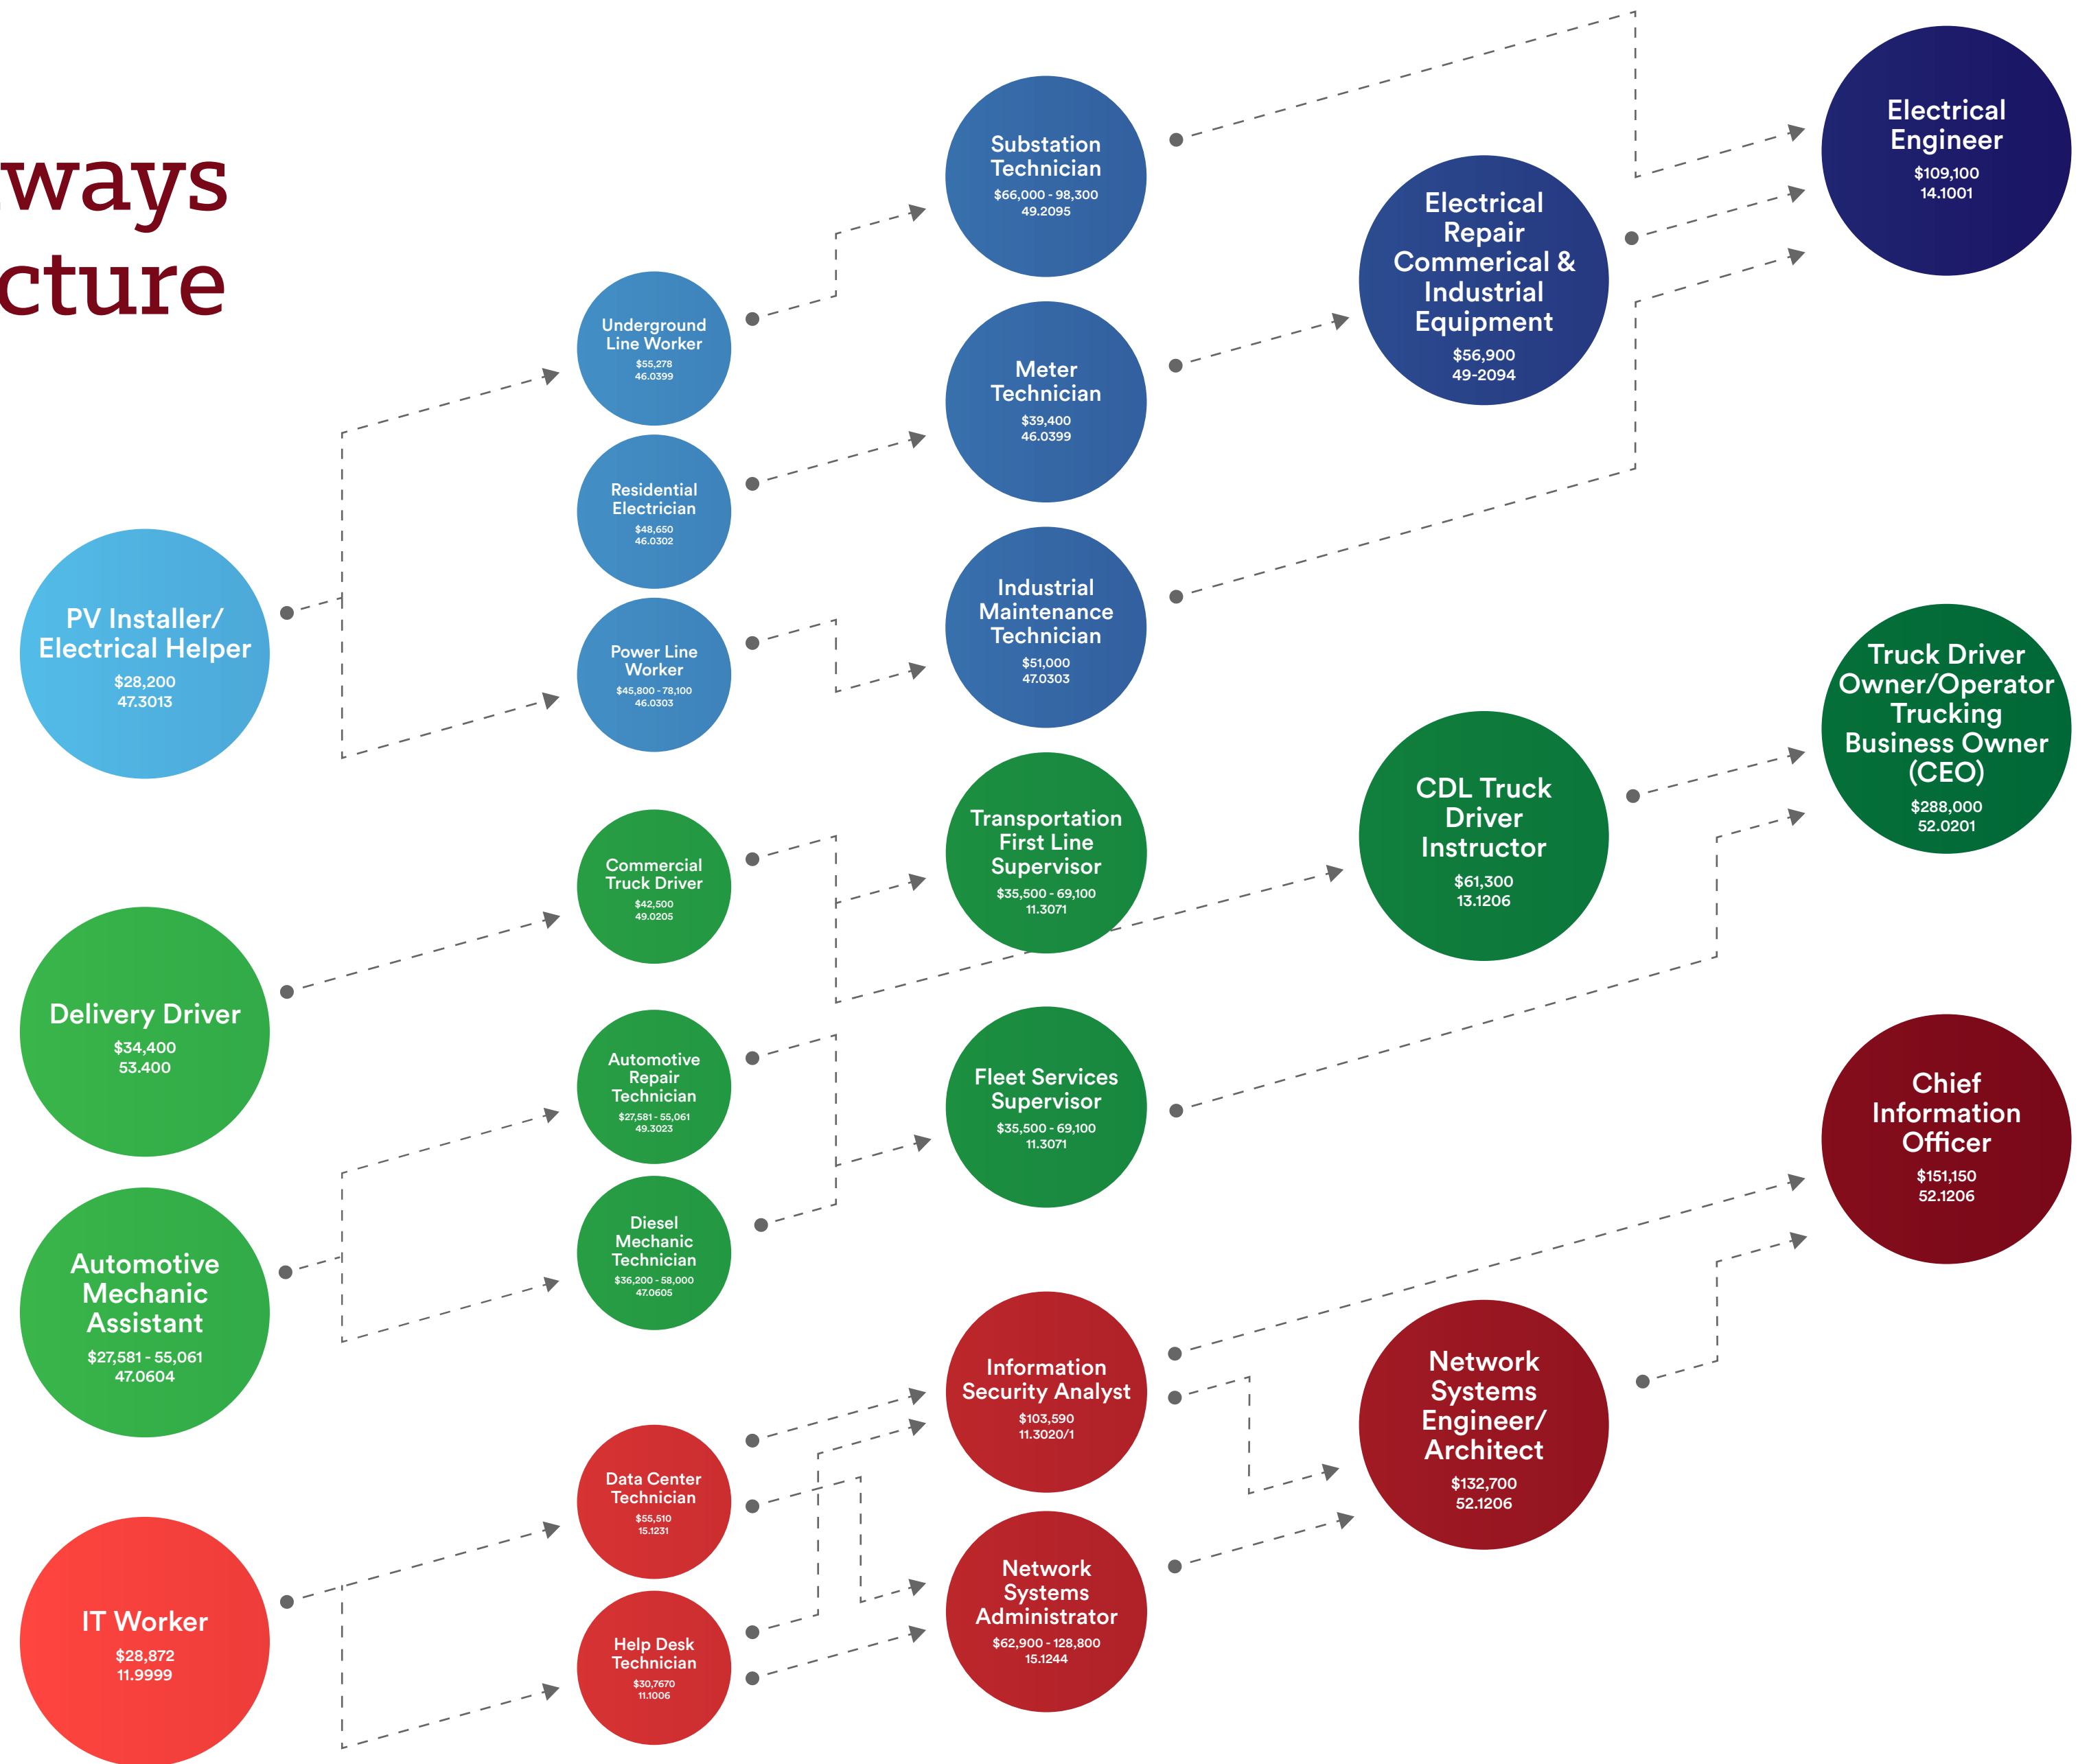 ways
cture
PV Installer/
Electrical Helper
$28,200
47.3013
Delivery Driver
$34,400
53.400
Automotive
Mechanic
Assistant
$27,581 - 55,061
47.0604
IT Worker
$28,872
11.9999
Underground
Line Worker
$55,278
46.0399
Residential
Electrician
$48,650
46.0302
Power Line
Worker
$45,800 - 78,100
46.0303
Commercial
Truck Driver
$42,500
49.0205
Automotive
Repair
Technician
$27,581 - 55,061
49.3023
Diesel
Mechanic
Technician
$36,200 - 58,000
47.0605
Data Center
Technician
$55,510
15.1231
Help Desk
Technician
$30,7670
11.1006
Substation
Technician
$66,000 - 98,300
49.2095
Meter
Technician
$39,400
46.0399
Industrial
Maintenance
Technician
$51,000
47.0303
Transportation
First Line
Supervisor
$35,500 - 69,100
11.3071
Fleet Services
Supervisor
$35,500 - 69,100
11.3071
Information
Security Analyst
$103,590
11.3020/1
Network
Systems
Administrator
$62,900 - 128,800
15.1244
Electrical
Repair
Commerical &
Industrial
Equipment
$56,900
49-2094
CDL Truck
Driver
Instructor
$61,300
13.1206
Network
Systems
Engineer/
Architect
$132,700
52.1206
Electrical
Engineer
$109,100
14.1001
Truck Driver
Owner/Operator
Trucking
Business Owner
(CEO)
$288,000
52.0201
Chief
Information
Officer
$151,150
52.1206